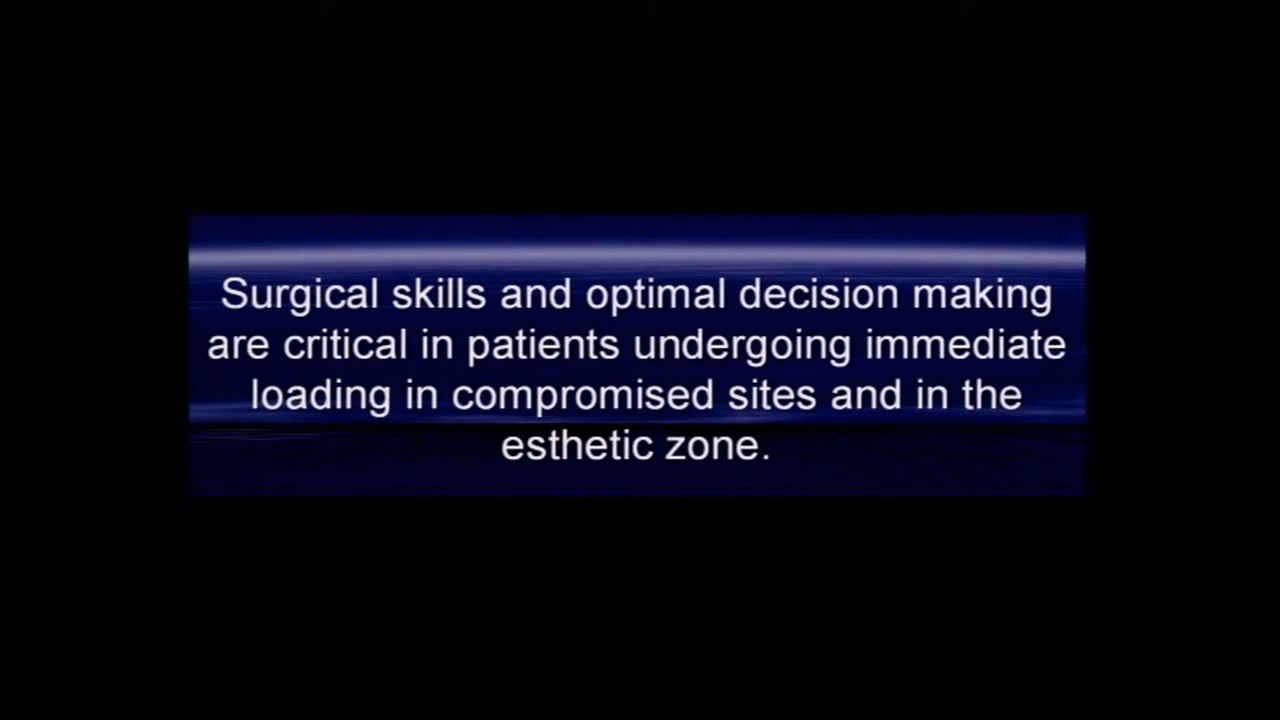 Surgical skills and optimal decision making
are critical in patients undergoing immediate
loading in compromised sites and in the
esthetic zone.